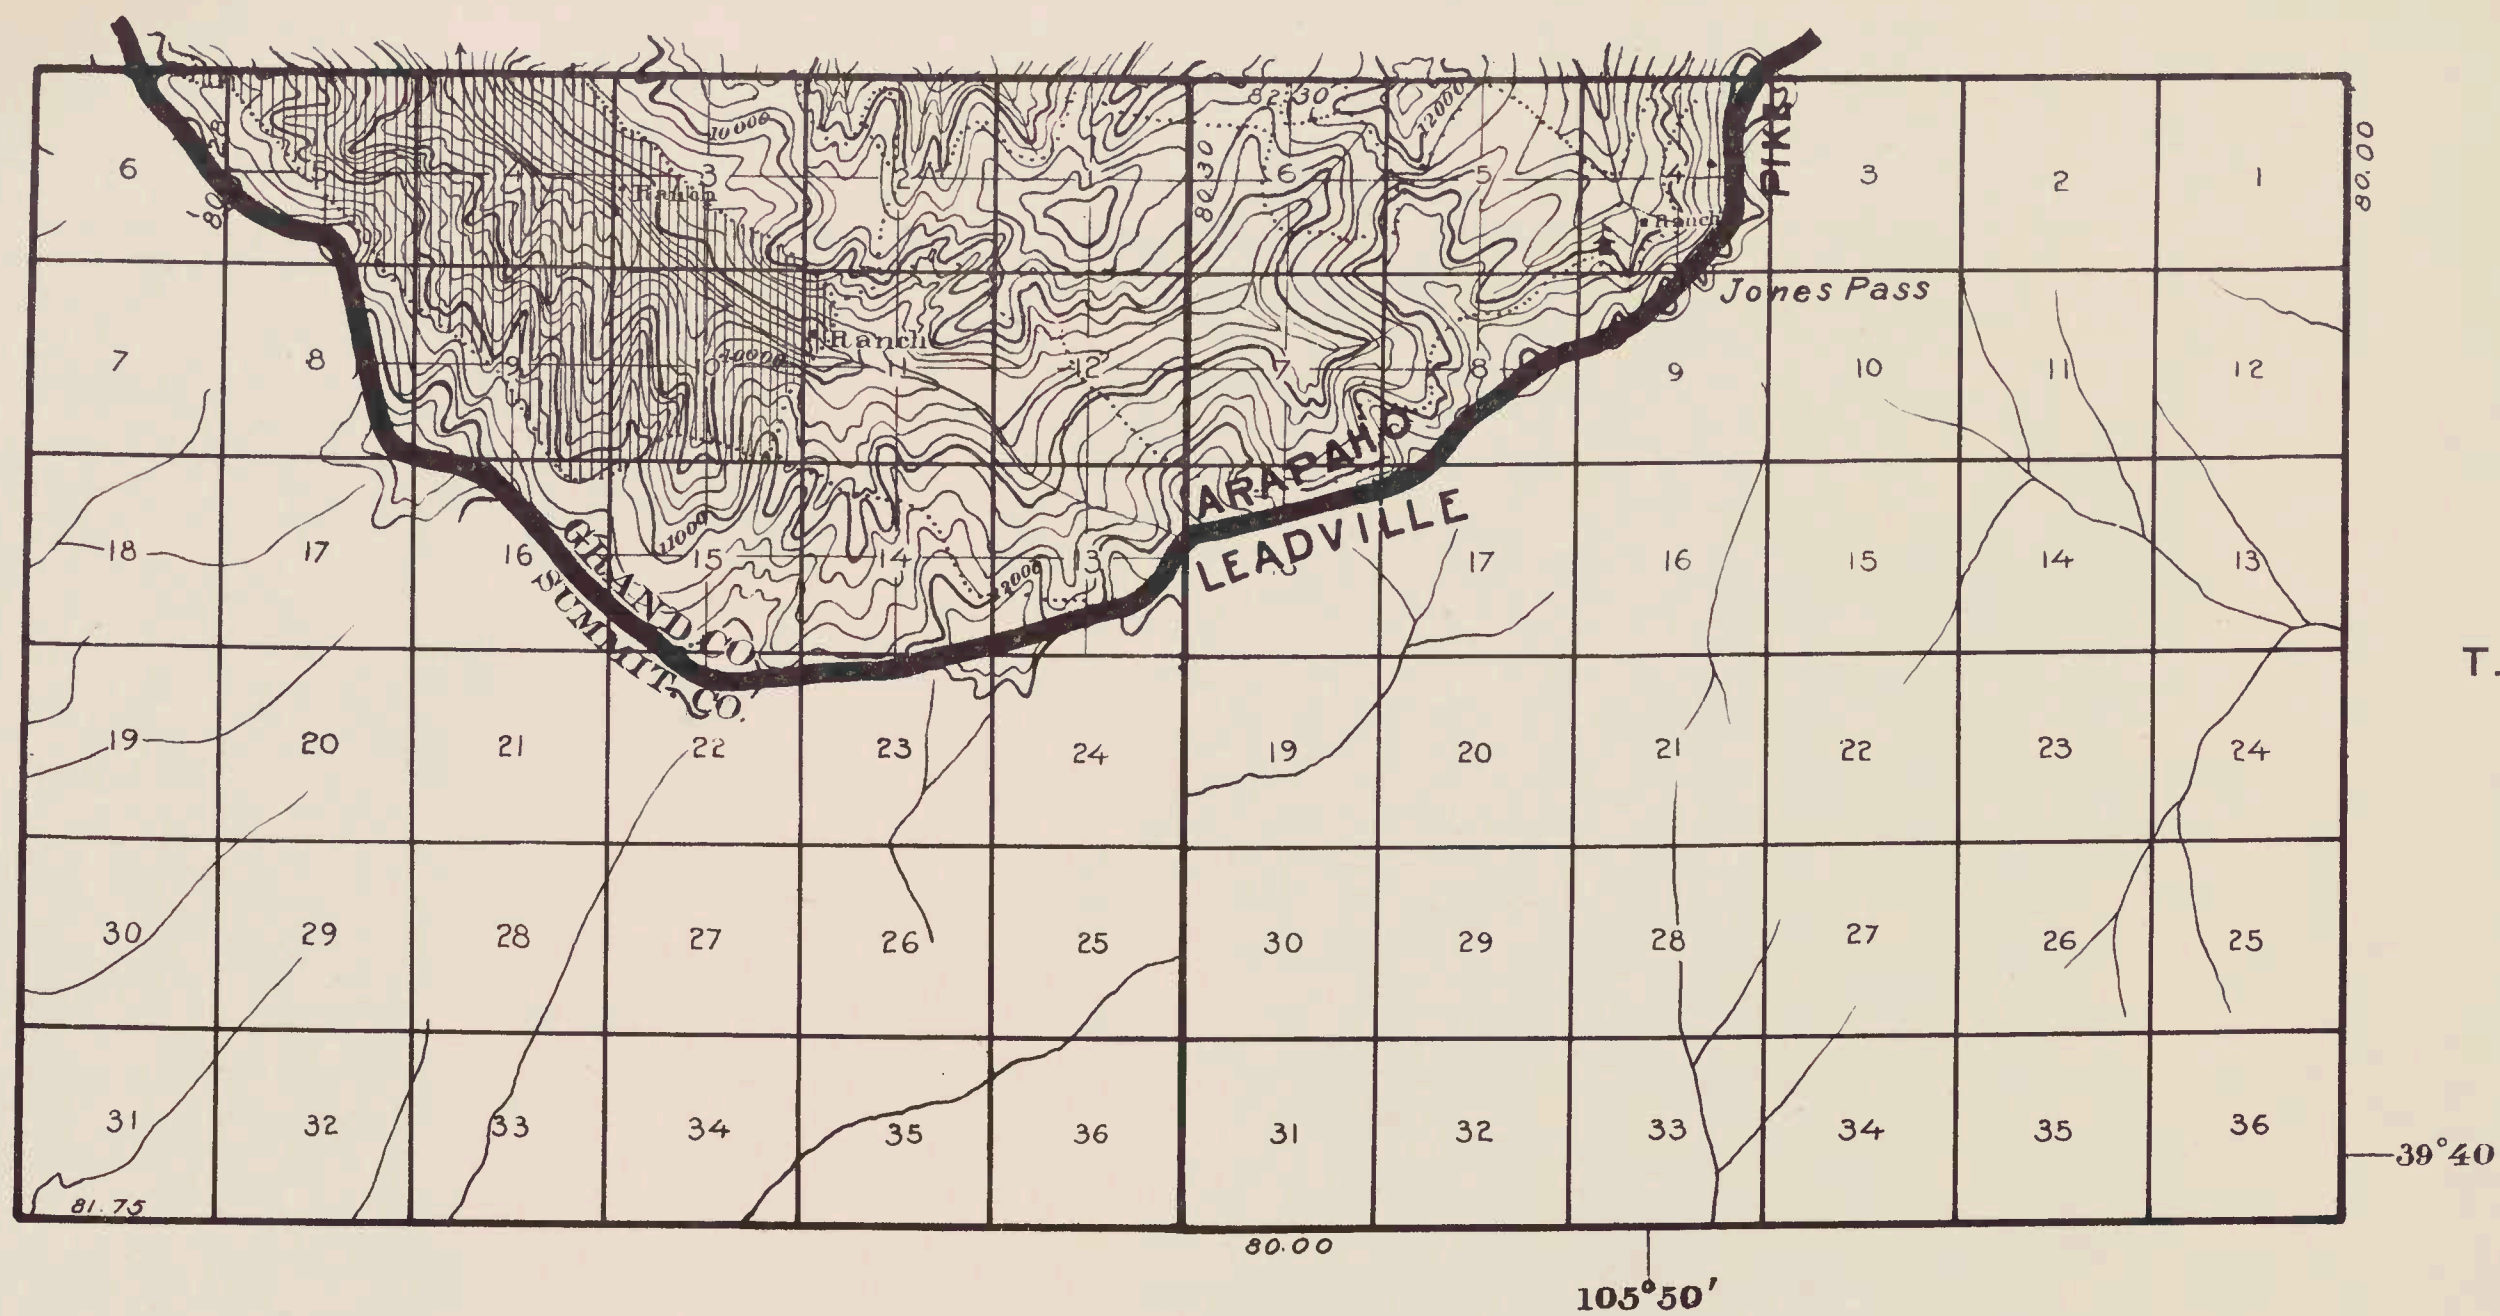 82.30
10000
12000
PIKE
80.00
6 5 4 3 2 1 6 5 4 3 2 1
80.30
Ranch
Ranch
Jones Pass
Ranch
10000
7 8 9 10 11 12 7 8 9 10 11 12
ARAPAHO
LEADVILLE
GRAND CO.
SUMMIT CO.
11000
12000
18 17 16 15 14 13 17 16 15 14 13
T.
19 20 21 22 23 24 19 20 21 22 23 24
30 29 28 27 26 25 30 29 28 27 26 25
31 32 33 34 35 36 31 32 33 34 35 36
39°40
81.75
80.00
105°50'